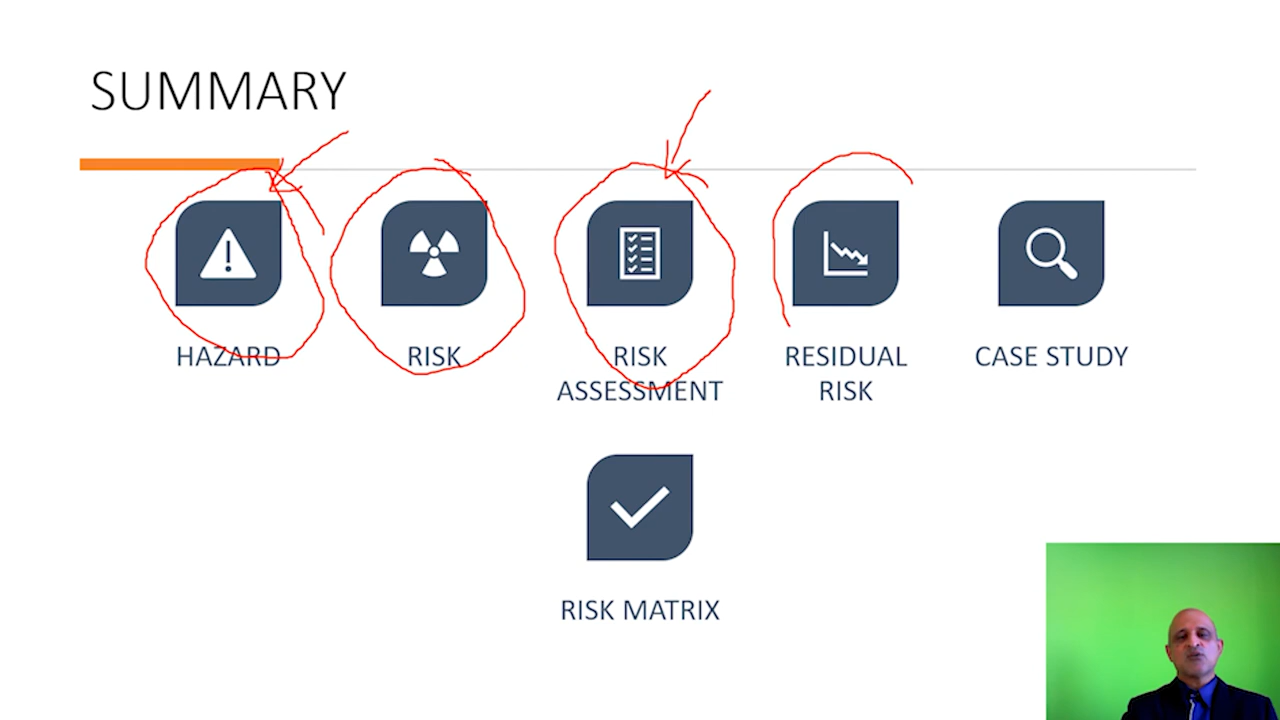 SUMMARY
HAZARD
RISK
RISK
ASSESSMENT
RESIDUAL
RISK
CASE STUDY
RISK MATRIX